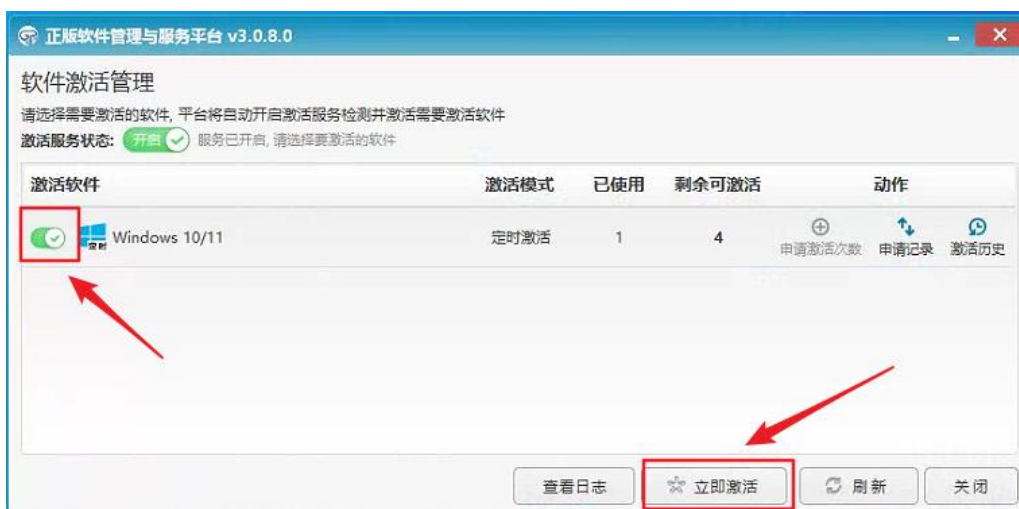 正版软件管理与服务平台 v3.0.8.0
软件激活管理
请选择需要激活的软件, 平台将自动开启激活服务检测并激活需要激活软件
激活服务状态: 开启 服务已开启, 请选择要激活的软件
激活软件 激活模式 已使用 剩余可激活 动作
定时 Windows 10/11 定时激活 1 4 申请激活次数 申请记录 激活历史
查看日志 立即激活 刷新 关闭